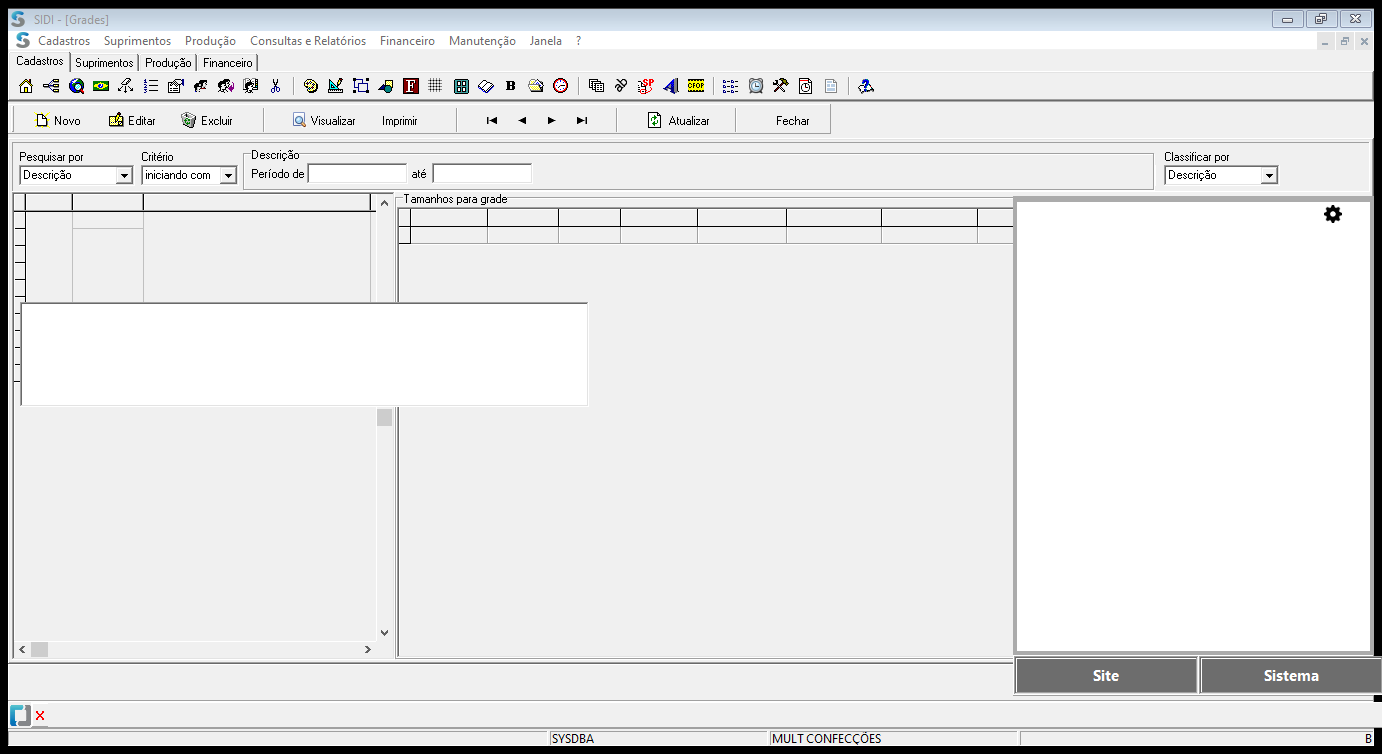 SIDI - [Grades]
Cadastros Suprimentos Produção Consultas e Relatórios Financeiro Manutenção Janela ?
Cadastros Suprimentos Produção Financeiro
F B SP A CFOP
Novo Editar Excluir Visualizar Imprimir Atualizar Fechar
Pesquisar por Critério Descrição Classificar por
Descrição iniciando com Período de até Descrição
Tamanhos para grade
Site Sistema
SYSDBA MULT CONFECÇÕES B